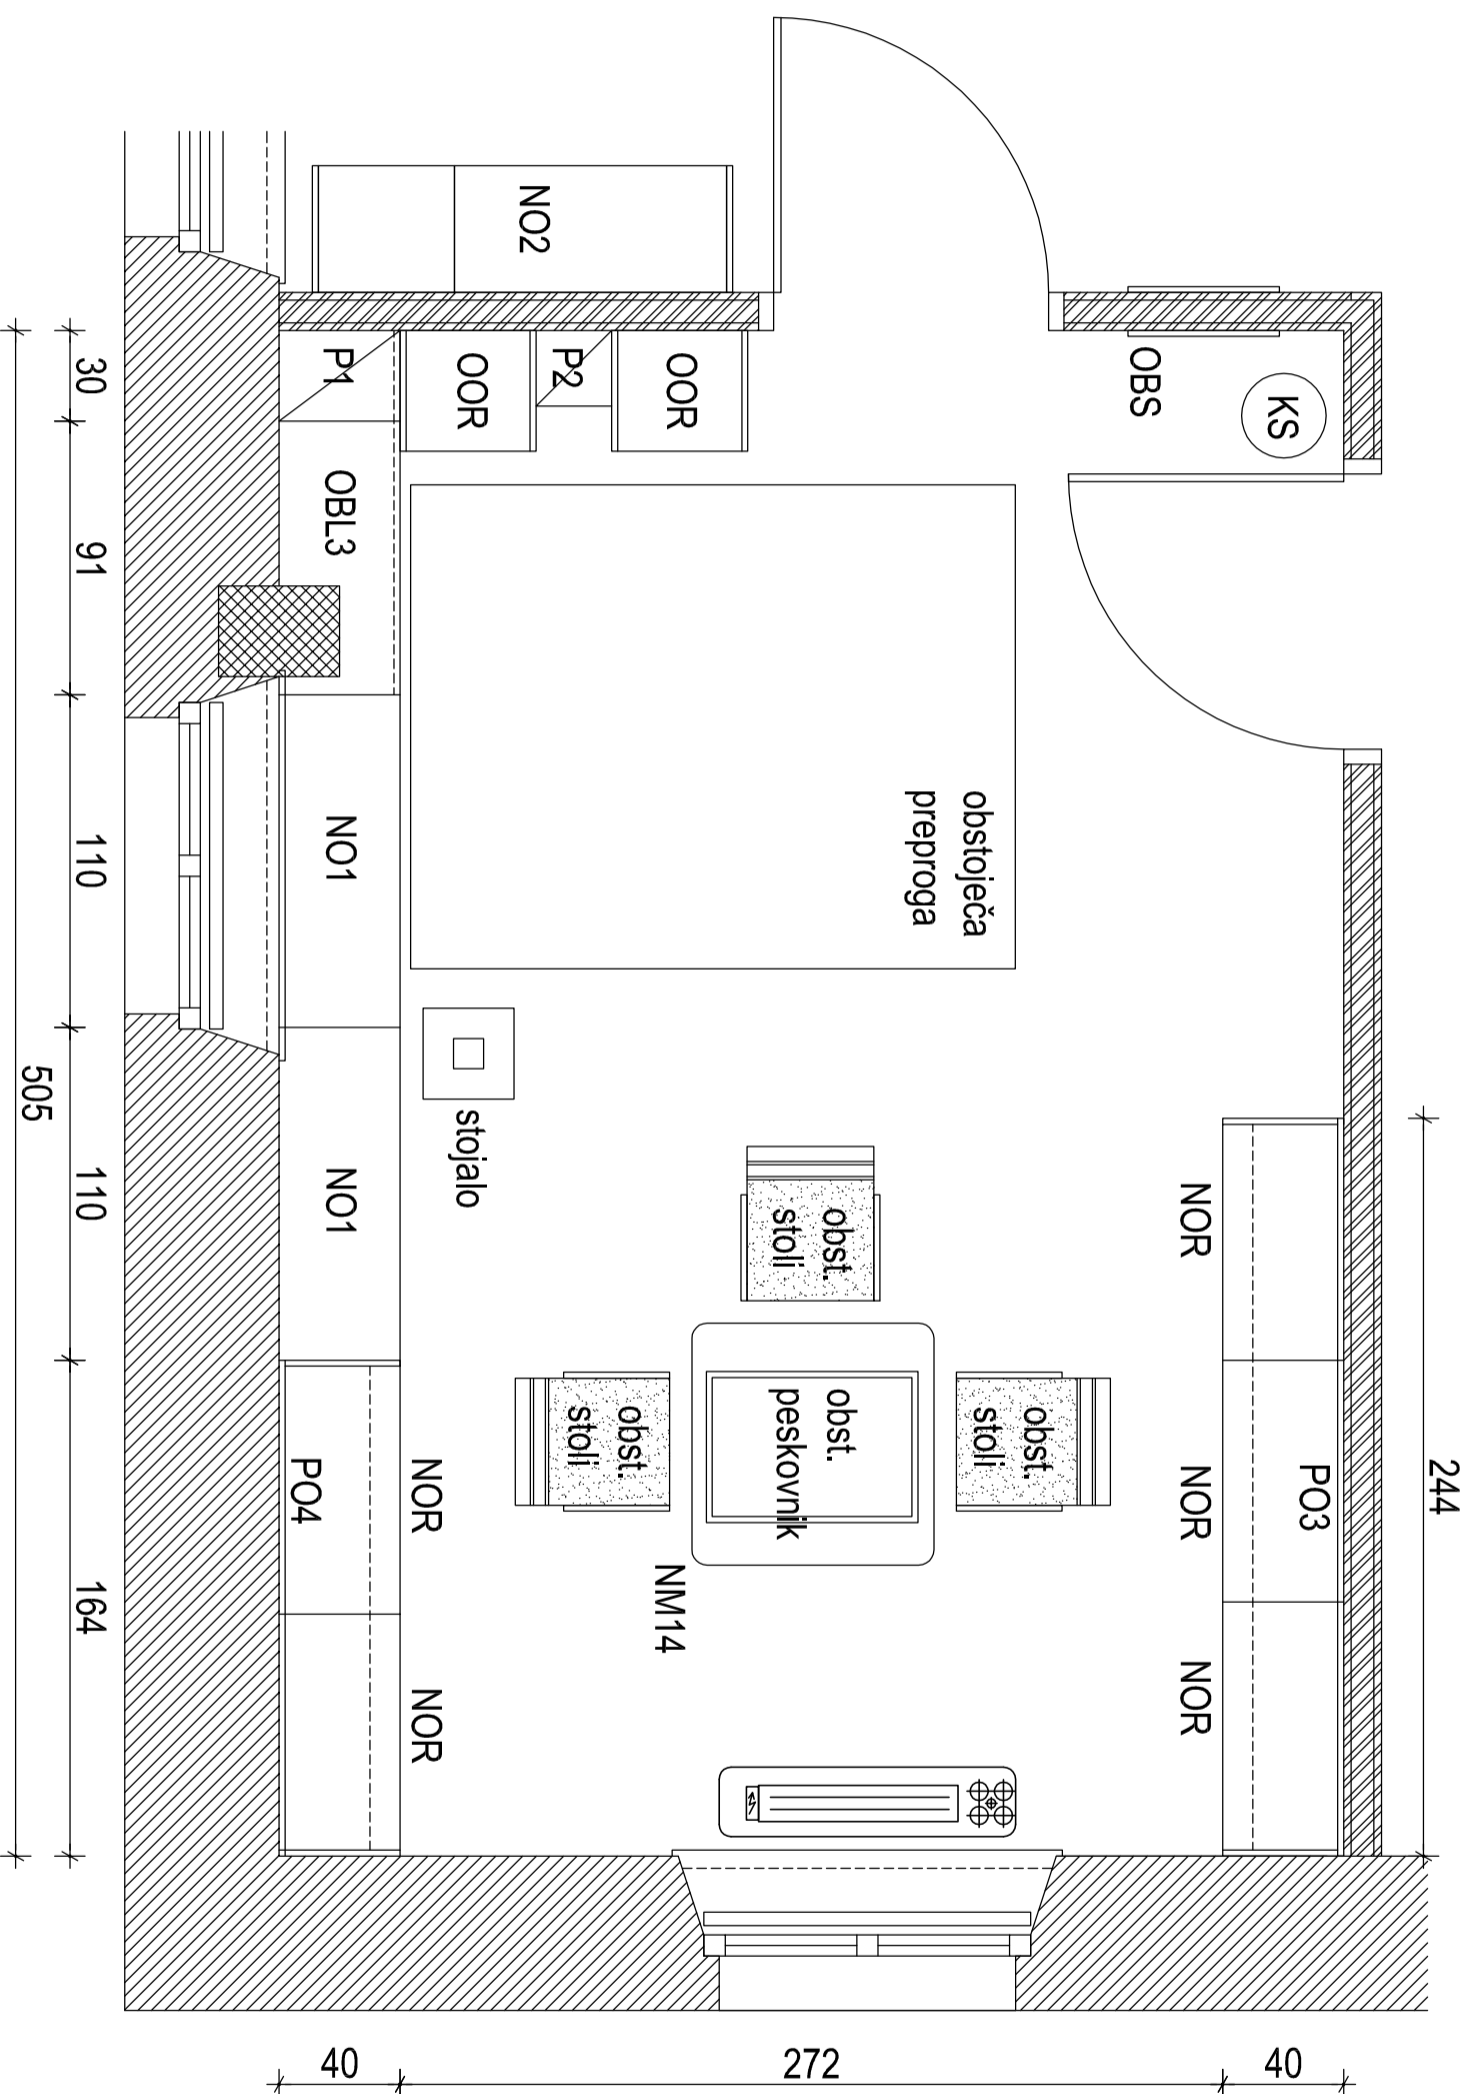 NO2
P1
OOR
P2
OOR
OBS
KS
OBL3
obstoječa
preproga
NO1
NO1
stojalo
obst.
stoli
obst.
stoli
obst.
peskovnik
obst.
stoli
NM14
NOR
NOR
NOR
PO3
NOR
NOR
PO4
30
91
110
110
164
505
244
40
272
40